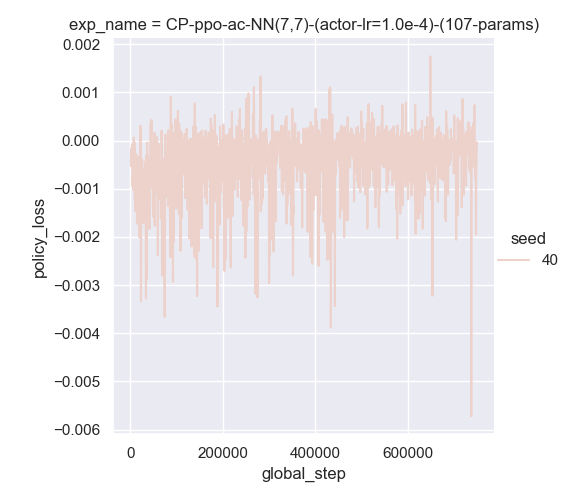 exp_name = CP-ppo-ac-NN(7,7)-(actor-lr=1.0e-4)-(107-params)
0.002
0.001
0.000
−0.001
−0.002
−0.003
−0.004
−0.005
−0.006
policy_loss
seed
40
0 200000 400000 600000
global_step